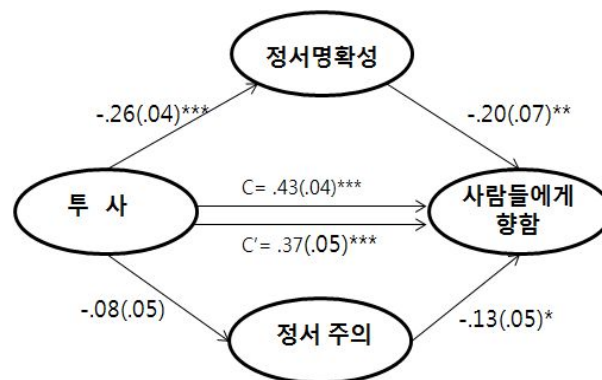 정서명확성
-.26(.04)***
-.20(.07)**
투 사
C= .43(.04)***
C′= .37(.05)***
사람들에게
향함
-.08(.05)
정서 주의
-.13(.05)*